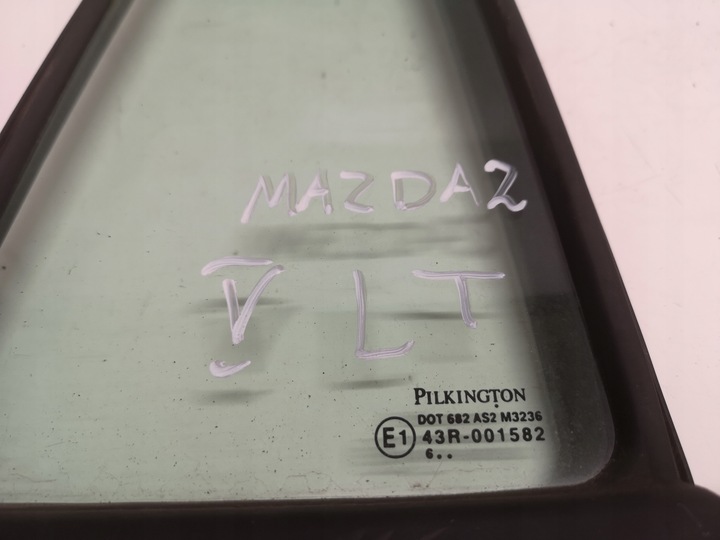 MAZDA2
V LT
PILKINGTON
DOT 682 AS2 M3236
E1 43R-001582
6..